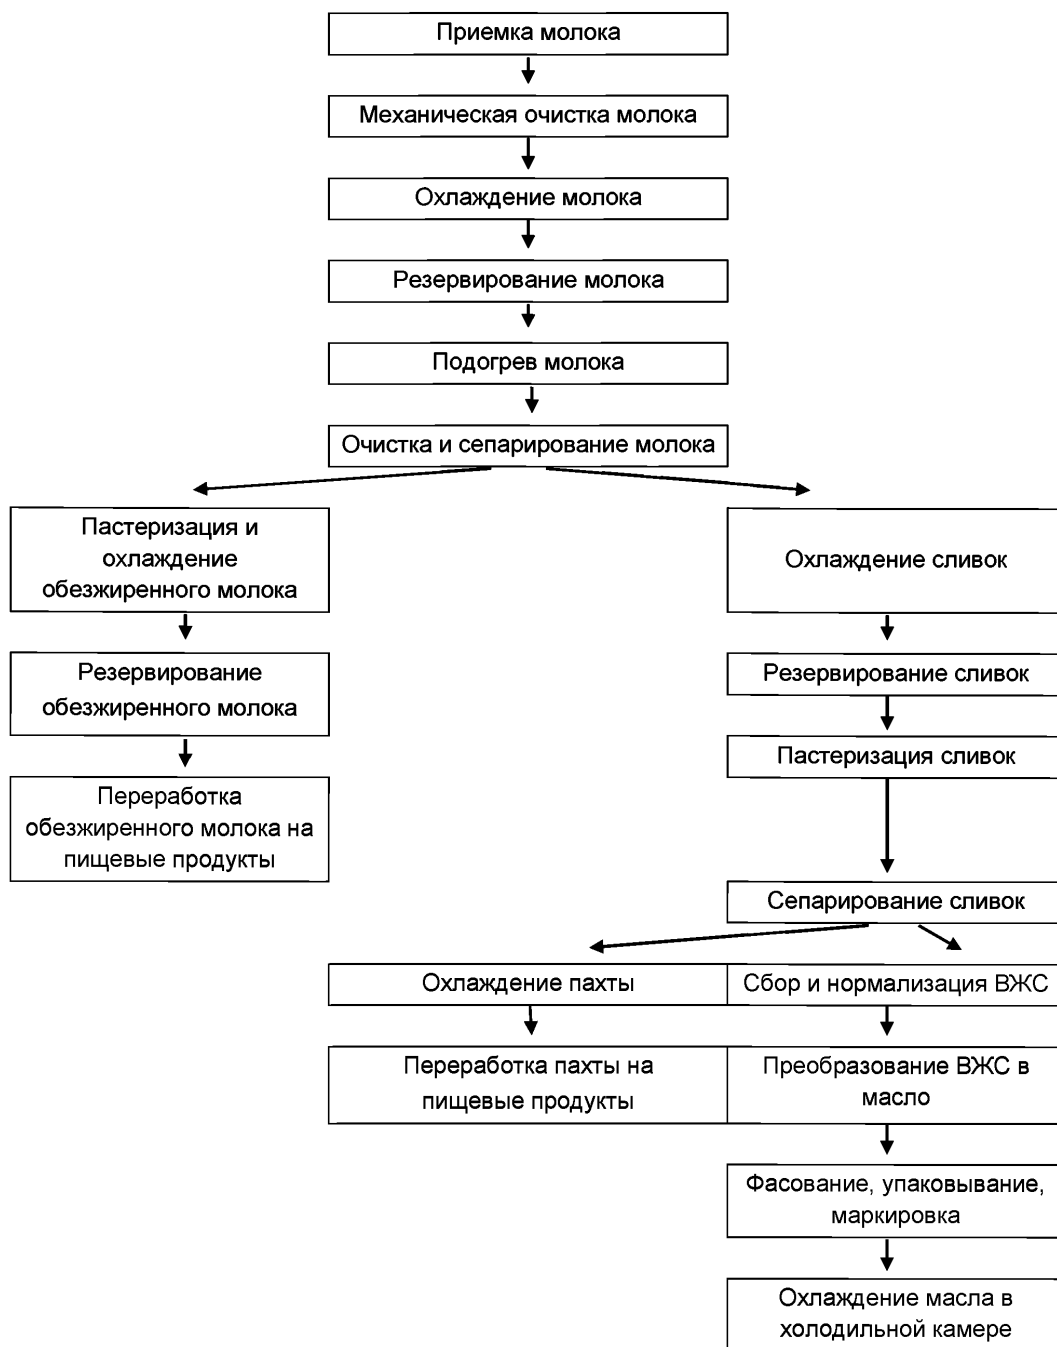 Приемка молока
Механическая очистка молока
Охлаждение молока
Резервирование молока
Подогрев молока
Очистка и сепарирование молока
Пастеризация и
охлаждение
обезжиренного молока
Охлаждение сливок
Резервирование
обезжиренного молока
Резервирование сливок
Пастеризация сливок
Переработка
обезжиренного молока на
пищевые продукты
Сепарирование сливок
Охлаждение пахты
Сбор и нормализация ВЖС
Переработка пахты на
пищевые продукты
Преобразование ВЖС в
масло
Фасование, упаковывание,
маркировка
Охлаждение масла в
холодильной камере